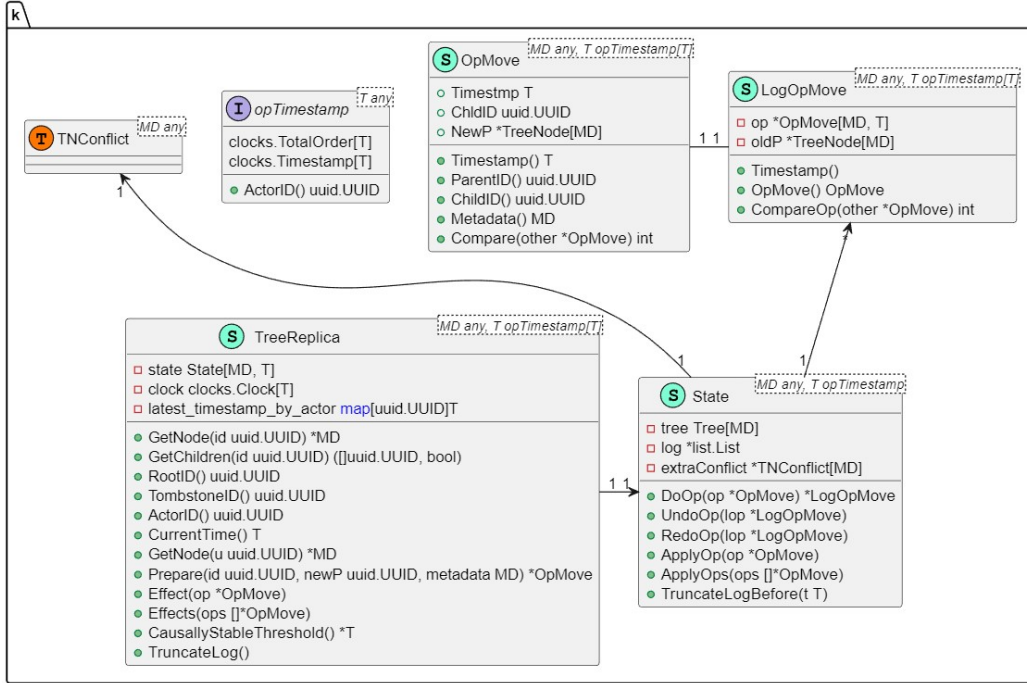 k
T TNConflict
MD any
I opTimestamp
T any
clocks.TotalOrder[T]
clocks.Timestamp[T]
ActorID() uuid.UUID
S OpMove
MD any, T opTimestamp[T]
Timestmp T
ChldID uuid.UUID
NewP *TreeNode[MD]
Timestamp() T
ParentID() uuid.UUID
ChildID() uuid.UUID
Metadata() MD
Compare(other *OpMove) int
1 1
S LogOpMove
MD any, T opTimestamp[T]
op *OpMove[MD, T]
oldP *TreeNode[MD]
Timestamp()
OpMove() OpMove
CompareOp(other *OpMove) int
1
*
S TreeReplica
MD any, T opTimestamp[T]
state State[MD, T]
clock clocks.Clock[T]
latest_timestamp_by_actor map[uuid.UUID]T
GetNode(id uuid.UUID) *MD
GetChildren(id uuid.UUID) ([]uuid.UUID, bool)
RootID() uuid.UUID
TombstoneID() uuid.UUID
ActorID() uuid.UUID
CurrentTime() T
GetNode(u uuid.UUID) *MD
Prepare(id uuid.UUID, newP uuid.UUID, metadata MD) *OpMove
Effect(op *OpMove)
Effects(ops []*OpMove)
CausallyStableThreshold() *T
TruncateLog()
1 1
1
1
S State
MD any, T opTimestamp
tree Tree[MD]
log *list.List
extraConflict *TNConflict[MD]
DoOp(op *OpMove) *LogOpMove
UndoOp(lop *LogOpMove)
RedoOp(lop *LogOpMove)
ApplyOp(op *OpMove)
ApplyOps(ops []*OpMove)
TruncateLogBefore(t T)